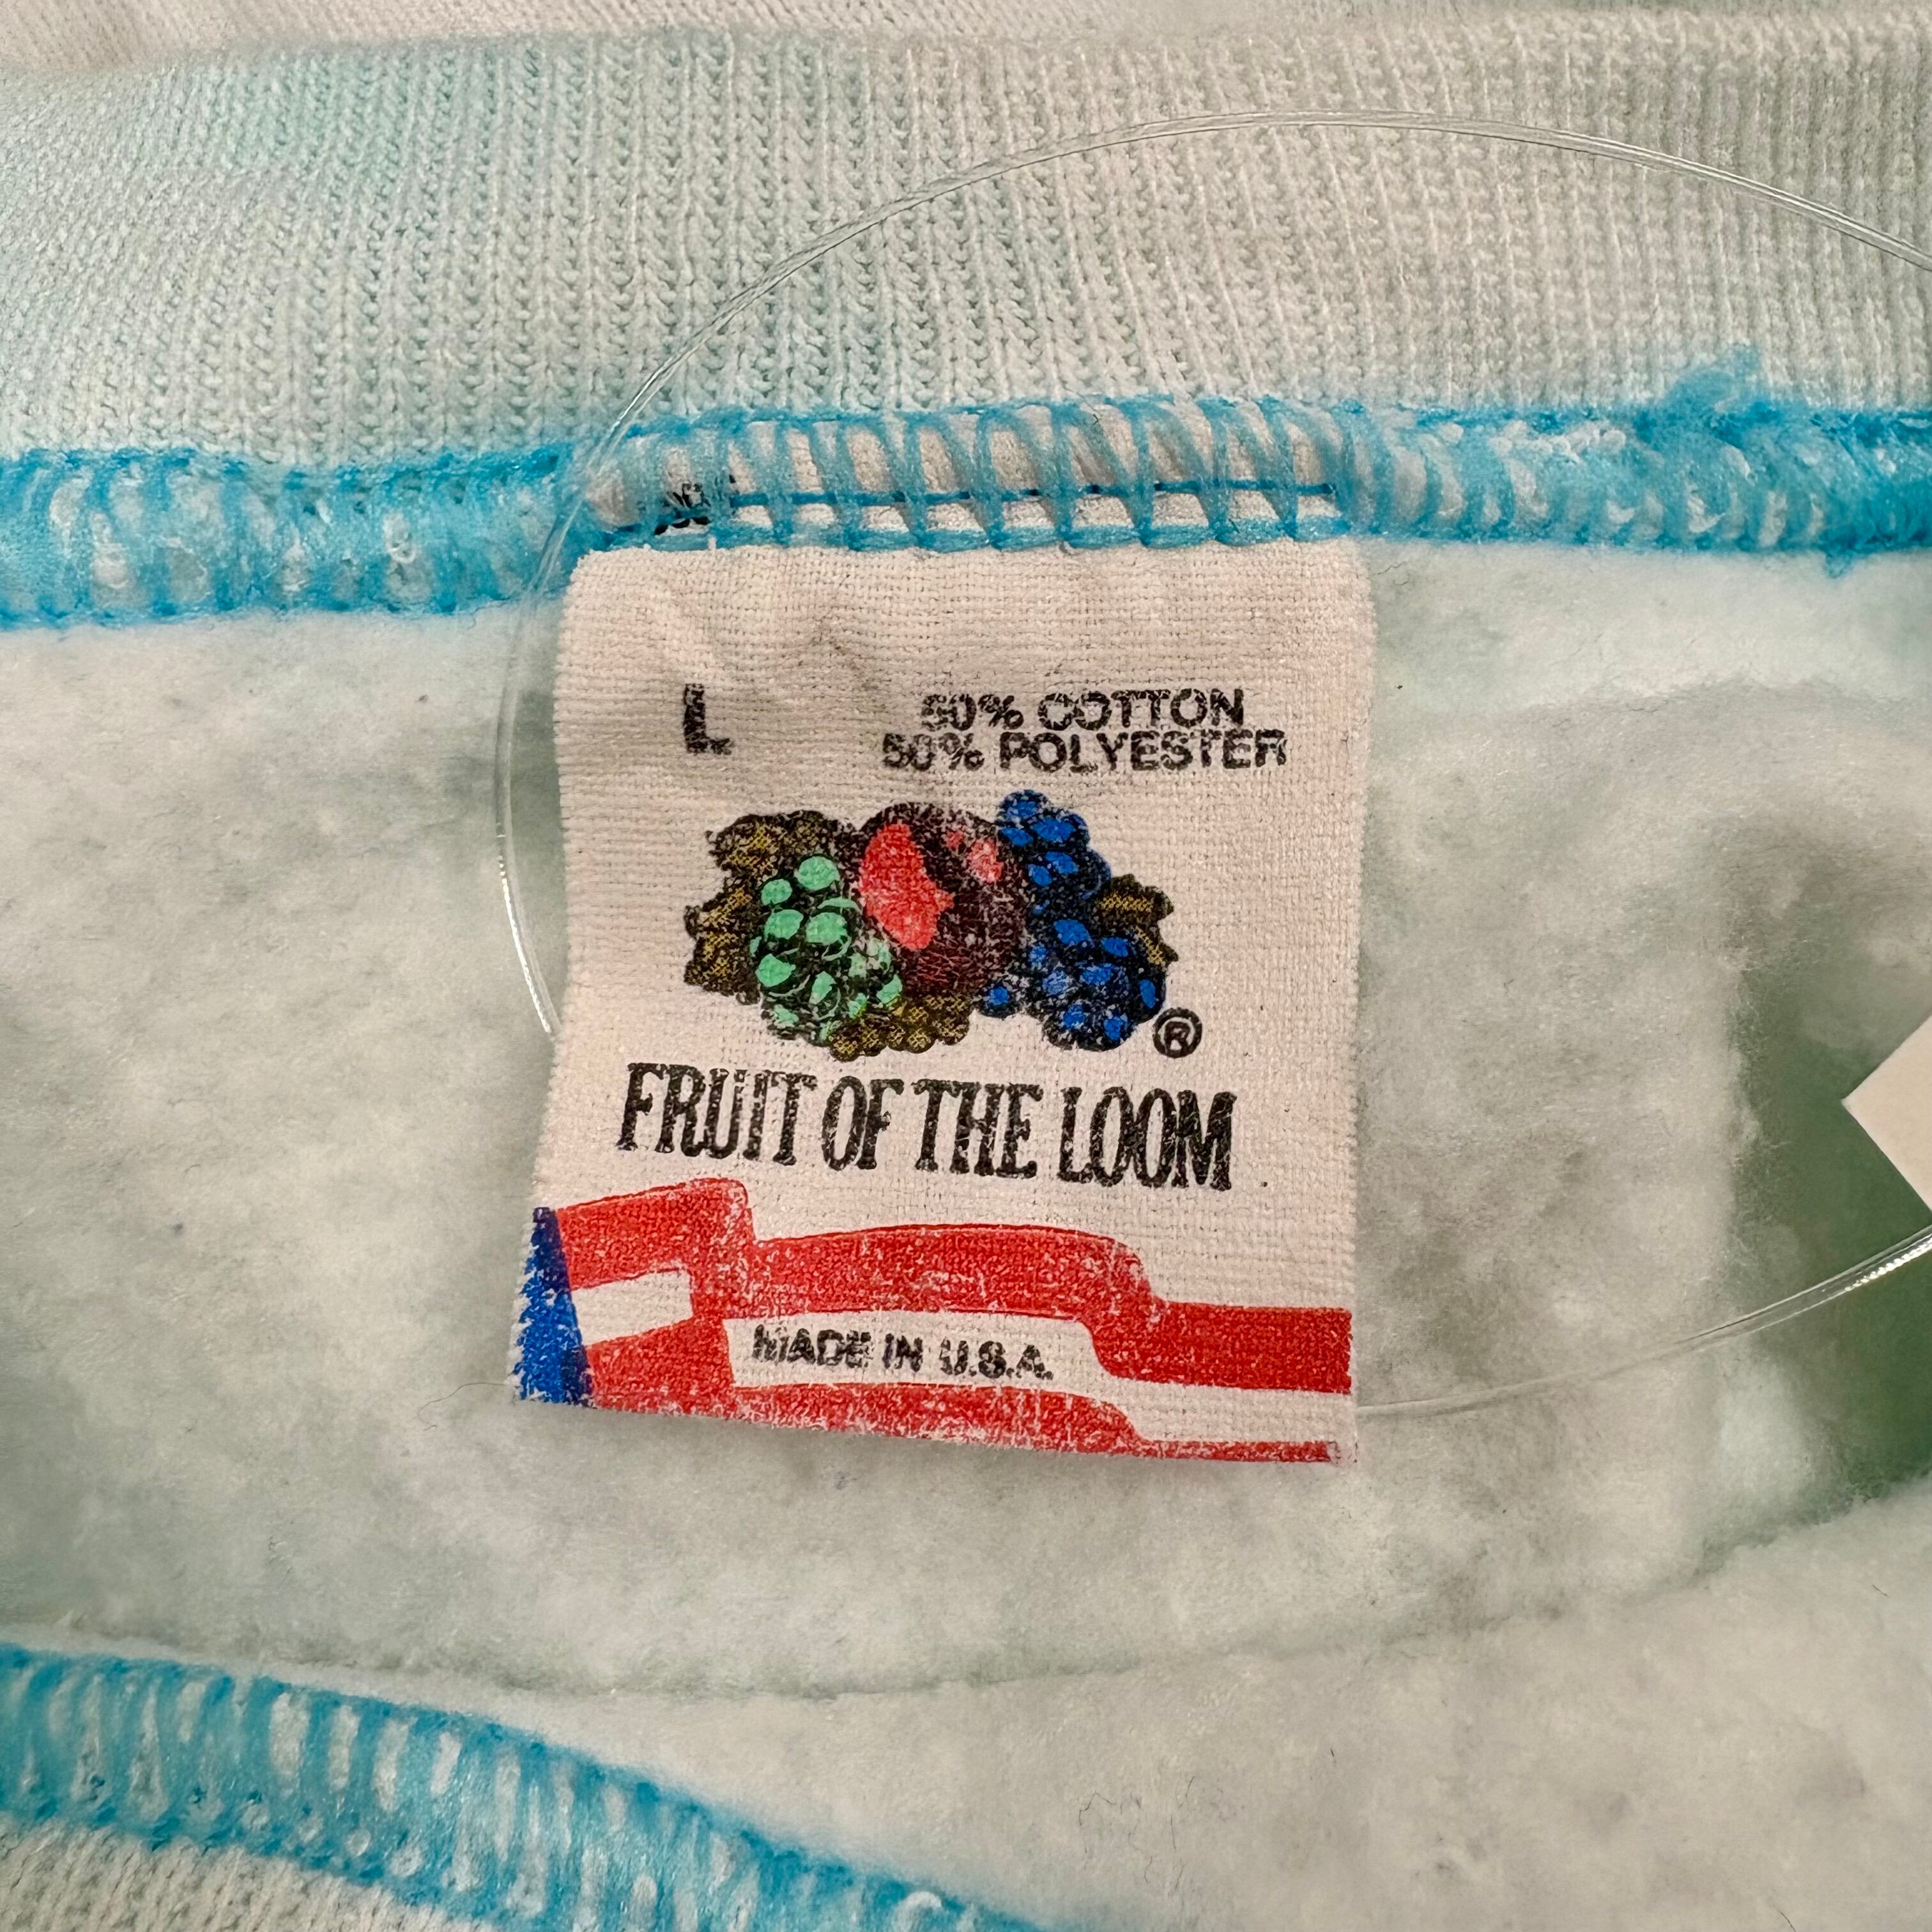 L
50% COTTON
50% POLYESTER
®
FRUIT OF THE LOOM
MADE IN U.S.A.